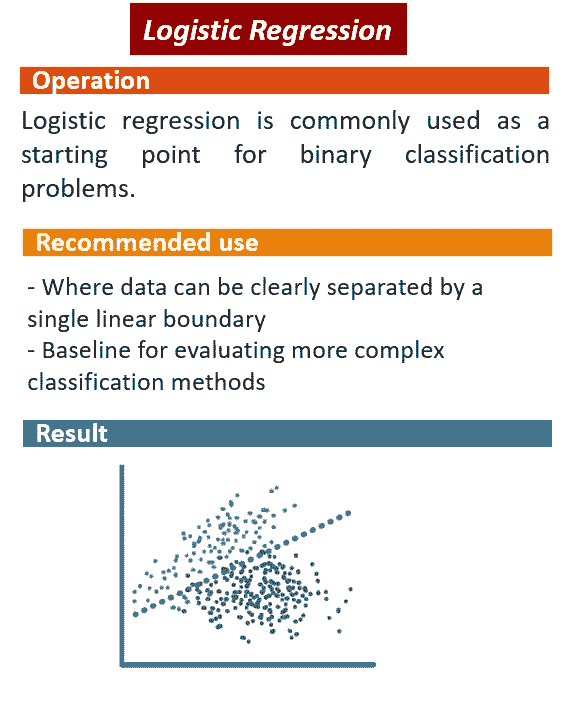 Logistic Regression
Operation
Logistic regression is commonly used as a
starting point for binary classification
problems.
Recommended use
- Where data can be clearly separated by a
single linear boundary
- Baseline for evaluating more complex
classification methods
Result